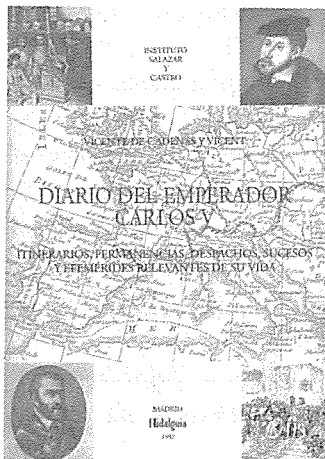 INSTITUTO
SALAZAR
Y
CASTRO
VICENTE DE CADENAS Y VICENT
DIARIO DEL EMPERADOR
CARLOS V
ITINERARIOS, PERMANENCIAS, DESPACHOS, SUCESOS
Y EFEMÉRIDES RELEVANTES DE SU VIDA
MADRID
Hidalguía
1992